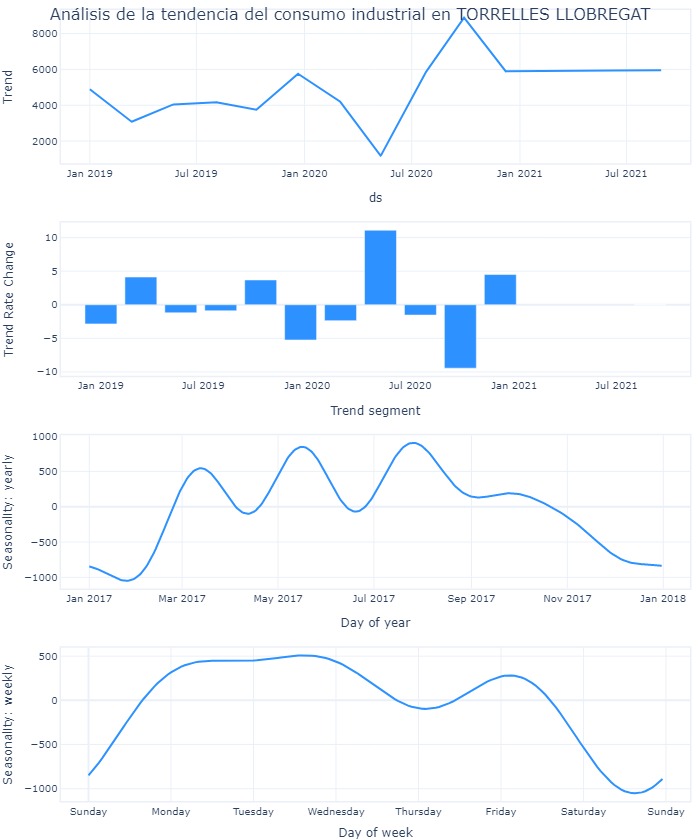 Análisis de la tendencia del consumo industrial en TORRELLES LLOBREGAT
Trend
8000
6000
4000
2000
Jan 2019 Jul 2019 Jan 2020 Jul 2020 Jan 2021 Jul 2021
ds
Trend Rate Change
10
5
0
−5
−10
Jan 2019 Jul 2019 Jan 2020 Jul 2020 Jan 2021 Jul 2021
Trend segment
Seasonality: yearly
1000
500
0
−500
−1000
Jan 2017 Mar 2017 May 2017 Jul 2017 Sep 2017 Nov 2017 Jan 2018
Day of year
Seasonality: weekly
500
0
−500
−1000
Sunday Monday Tuesday Wednesday Thursday Friday Saturday Sunday
Day of week